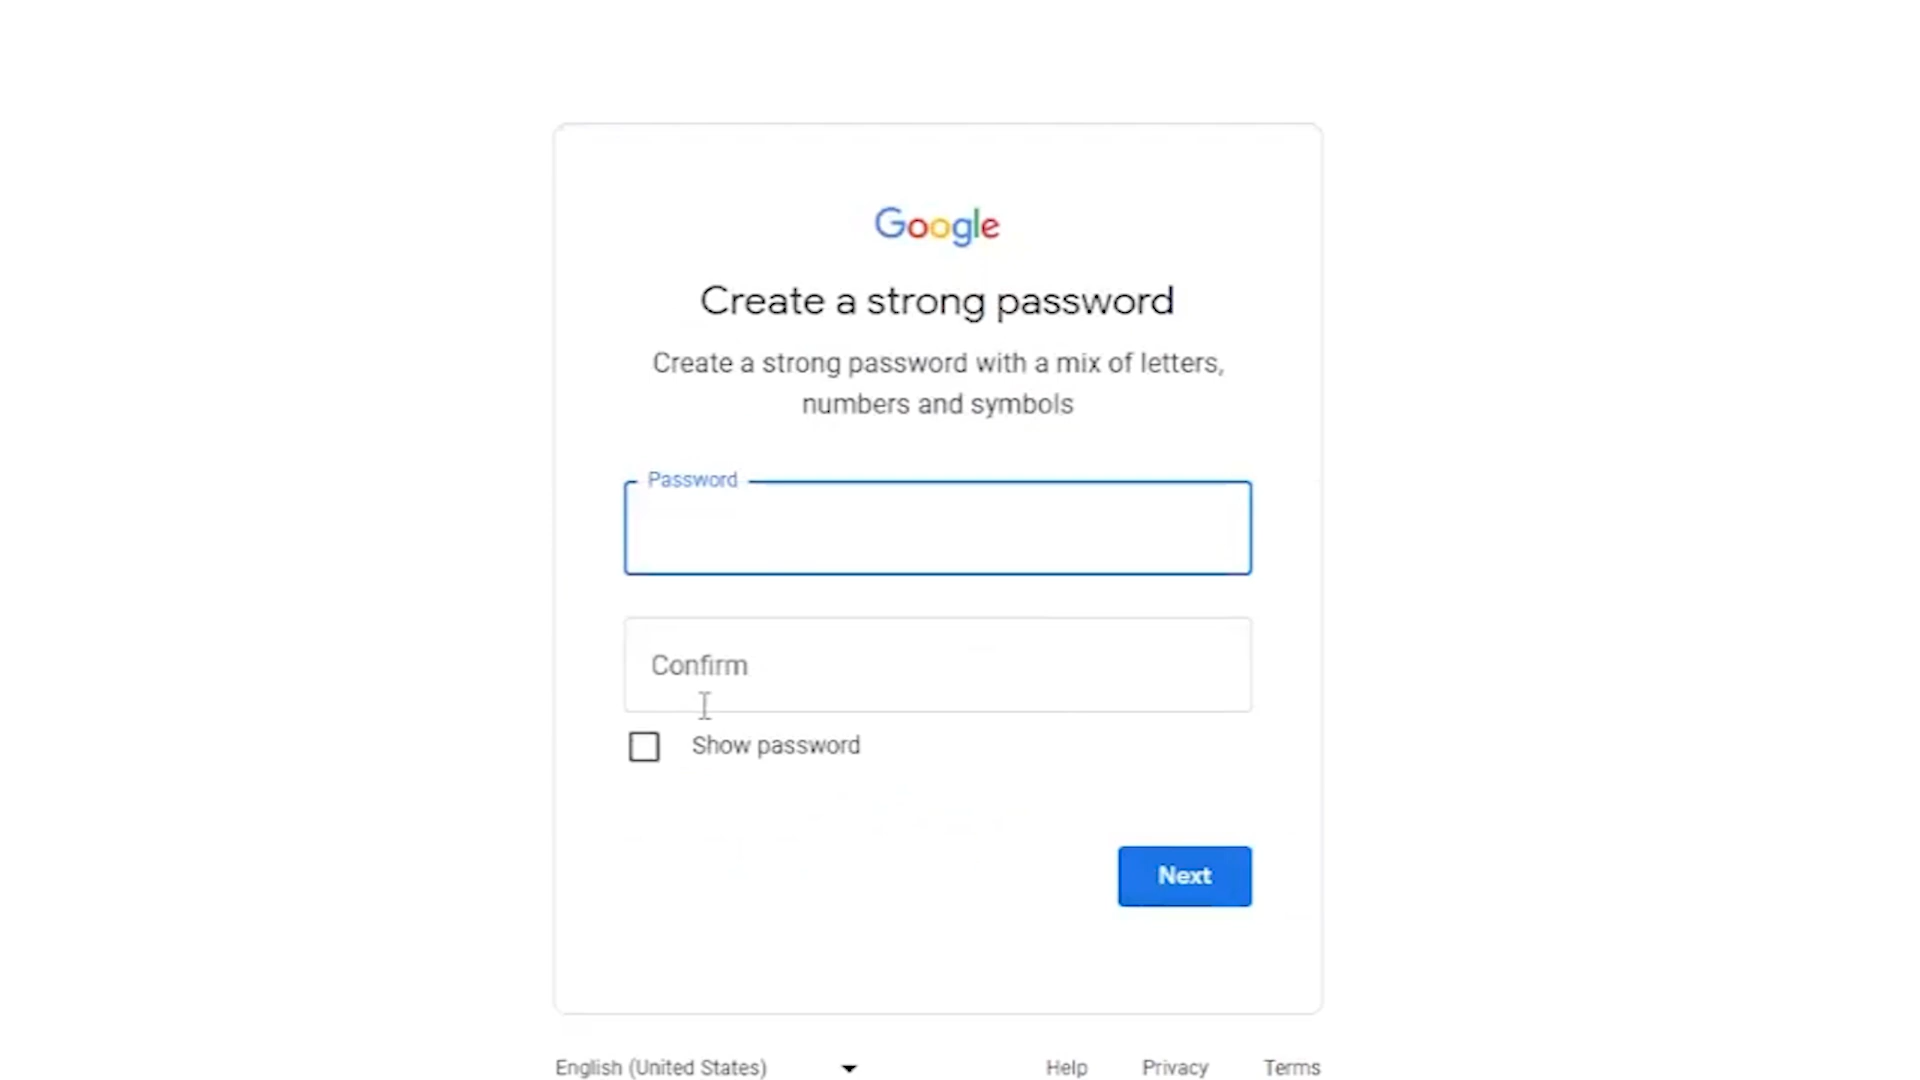 Google
Create a strong password
Create a strong password with a mix of letters,
numbers and symbols
Password
Confirm
Show password
Next
English (United States)
Help Privacy Terms